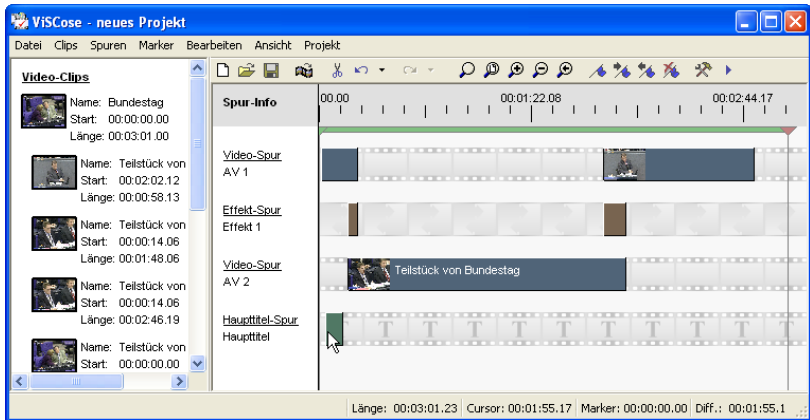 ViSCose - neues Projekt
Datei Clips Spuren Marker Bearbeiten Ansicht Projekt
Video-Clips
Name: Bundestag
Start: 00:00:00.00
Länge: 00:03:01.00
Name: Teilstück von
Start: 00:02:02.12
Länge: 00:00:58.13
Name: Teilstück von
Start: 00:00:14.06
Länge: 00:01:48.06
Name: Teilstück von
Start: 00:00:14.06
Länge: 00:02:46.19
Name: Teilstück von
Start: 00:00:00.00
Spur-Info
00.00 00:01:22.08 00:02:44.17
Video-Spur
AV 1
Effekt-Spur
Effekt 1
Video-Spur
AV 2
Teilstück von Bundestag
Haupttitel-Spur
Haupttitel
T T T T T T T T T
Länge: 00:03:01.23 Cursor: 00:01:55.17 Marker: 00:00:00.00 Diff.: 00:01:55.1